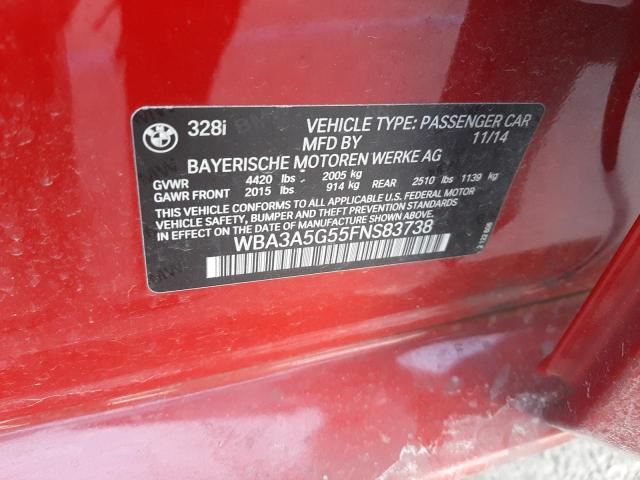 328i VEHICLE TYPE: PASSENGER CAR
MFD BY 11/14
BAYERISCHE MOTOREN WERKE AG
GVWR 4420 lbs 2005 kg
GAWR FRONT 2015 lbs 914 kg REAR 2510 lbs 1139 kg
THIS VEHICLE CONFORMS TO ALL APPLICABLE U.S. FEDERAL MOTOR
VEHICLE SAFETY, BUMPER AND THEFT PREVENTION STANDARDS IN
EFFECT ON THE DATE OF MANUFACTURE SHOWN ABOVE.
WBA3A5G55FNS83738